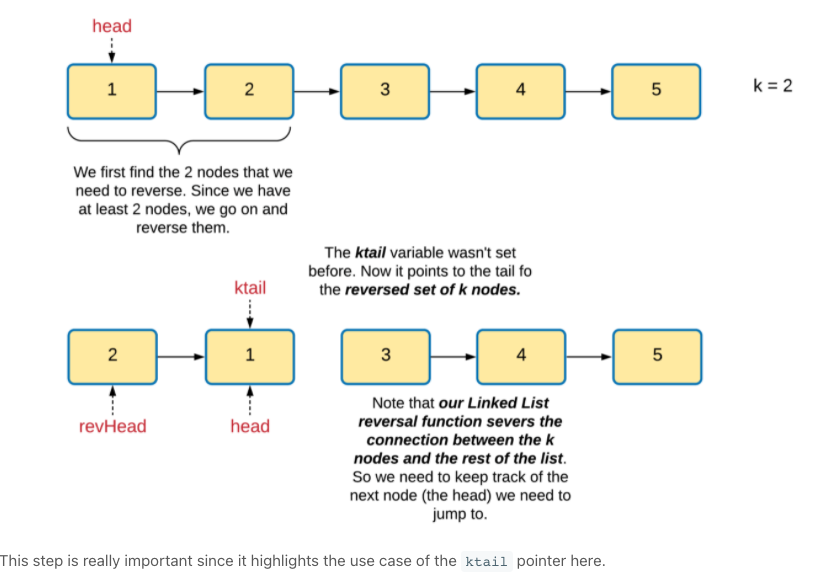 head
1 2 3 4 5 k = 2
We first find the 2 nodes that we
need to reverse. Since we have
at least 2 nodes, we go on and
reverse them.
The ktail variable wasn't set
before. Now it points to the tail fo
the reversed set of k nodes.
ktail
2 1 3 4 5
revHead head
Note that our Linked List
reversal function severs the
connection between the k
nodes and the rest of the list.
So we need to keep track of the
next node (the head) we need to
jump to.
This step is really important since it highlights the use case of the ktail pointer here.